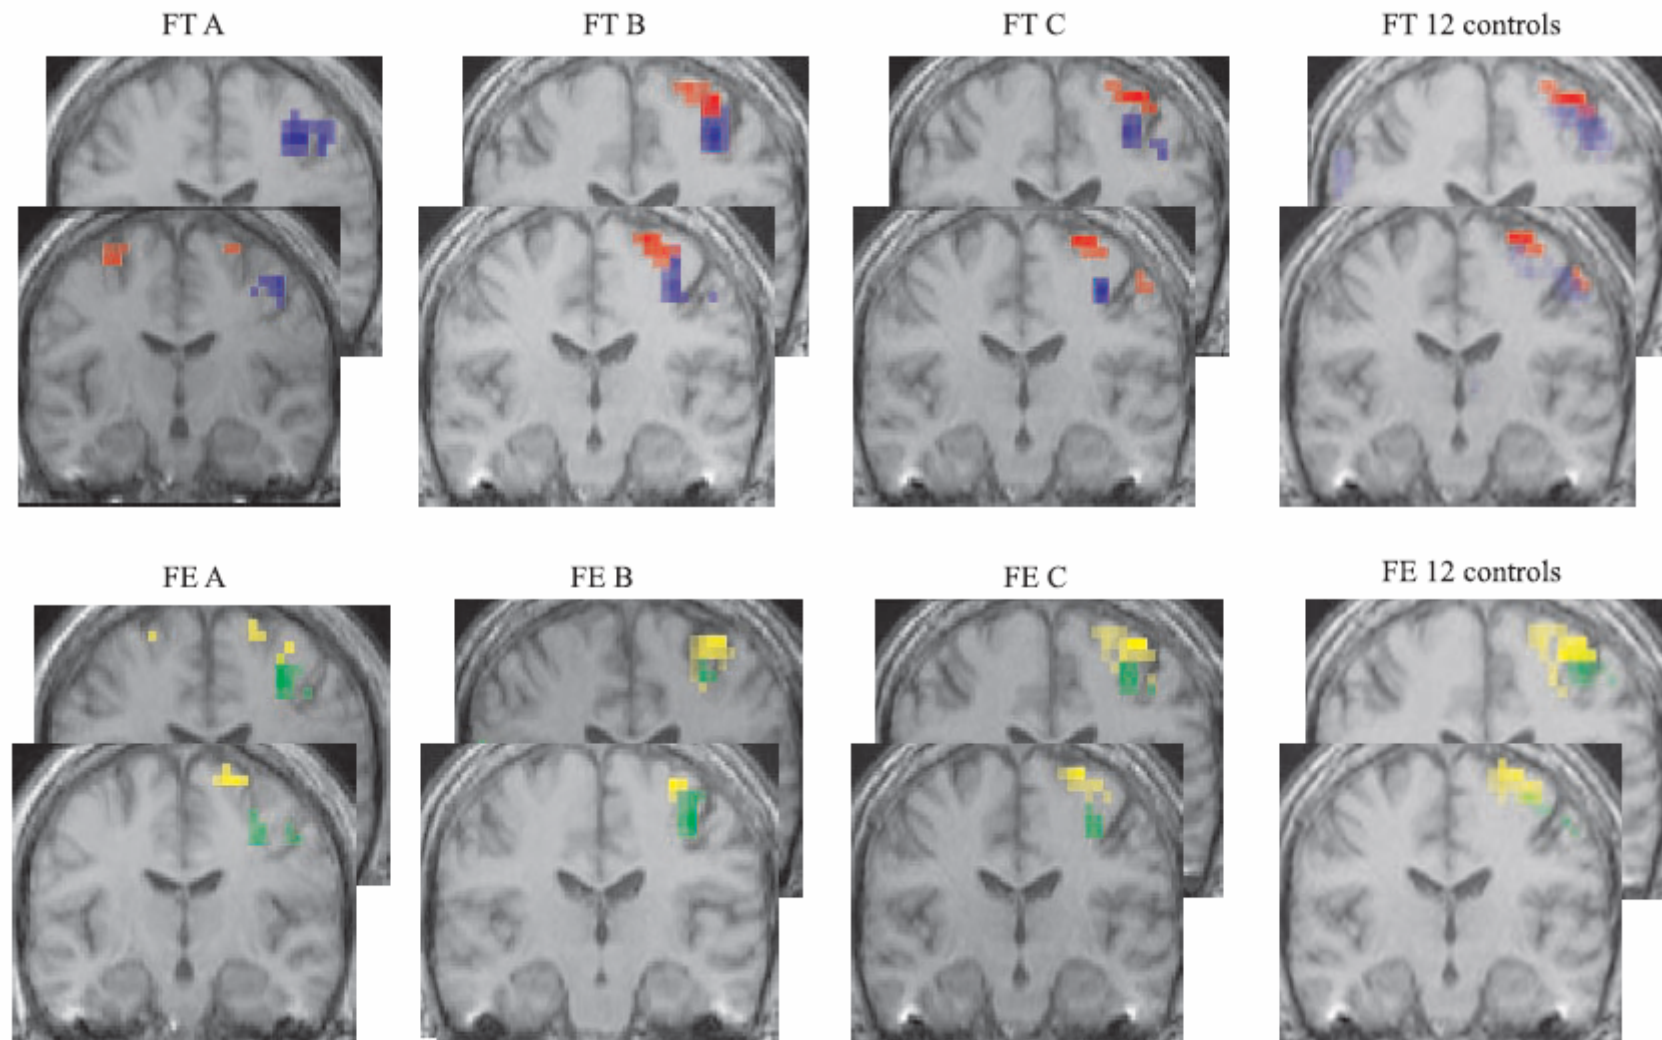 FT A
FT B
FT C
FT 12 controls
FE A
FE B
FE C
FE 12 controls